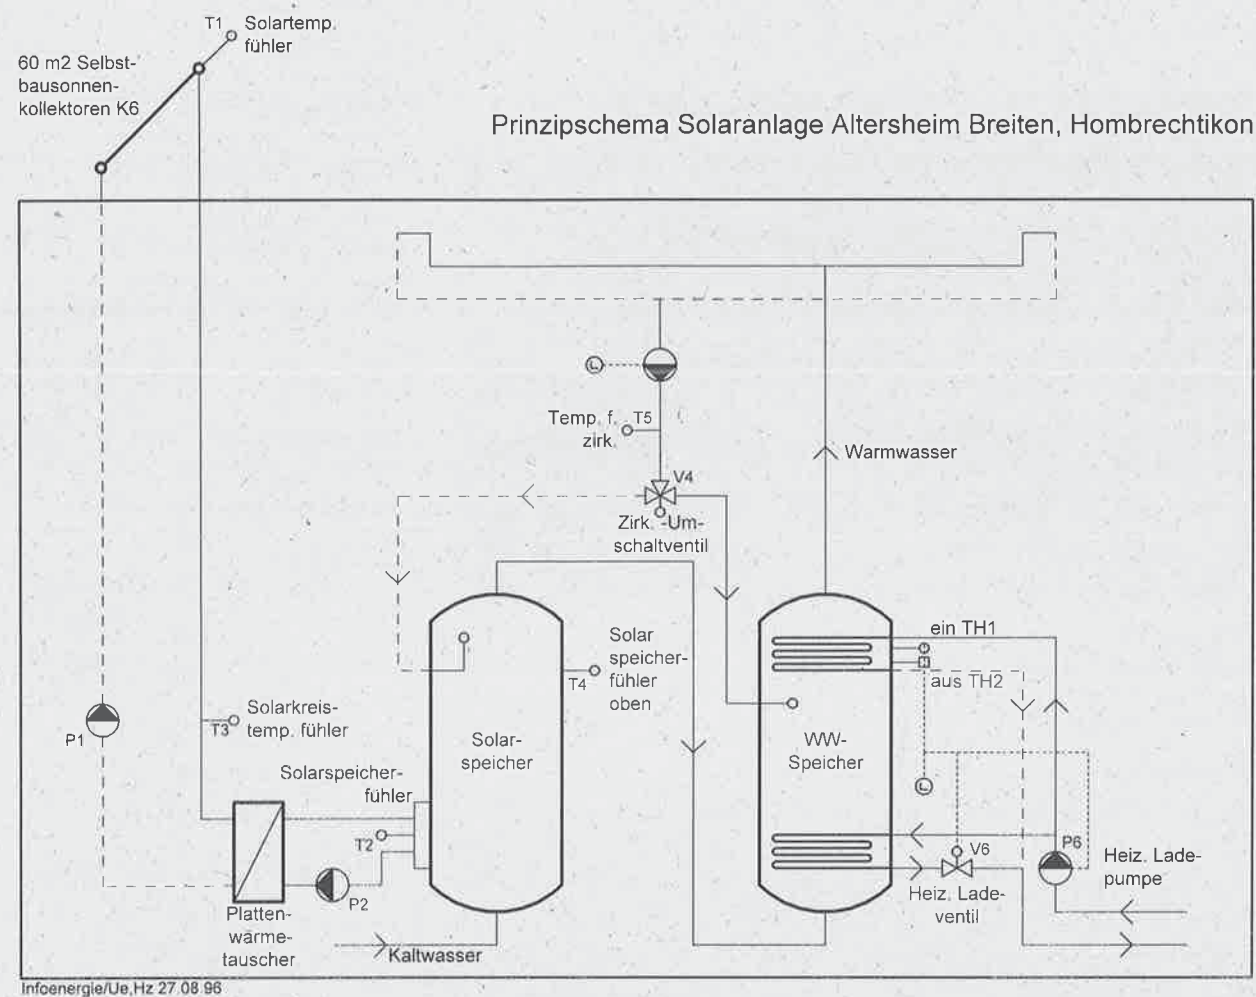 T1
Solartemp.
fühler
60 m2 Selbst-
bausonnen-
kollektoren K6
Prinzipschema Solaranlage Altersheim Breiten, Hombrechtikon
L
Temp. f.
zirk.
T5
V4
Zirk. -Um-
schaltventil
Warmwasser
ein TH1
aus TH2
Solar
speicher-
fühler
oben
T4
P1
T3
Solarkreis-
temp. fühler
Solarspeicher-
fühler
T2
Solar-
speicher
WW-
Speicher
L
P2
Platten-
wärme-
tauscher
Kaltwasser
V6
Heiz. Lade-
ventil
P6
Heiz. Lade-
pumpe
Infoenergie/Ue,Hz 27.08.96